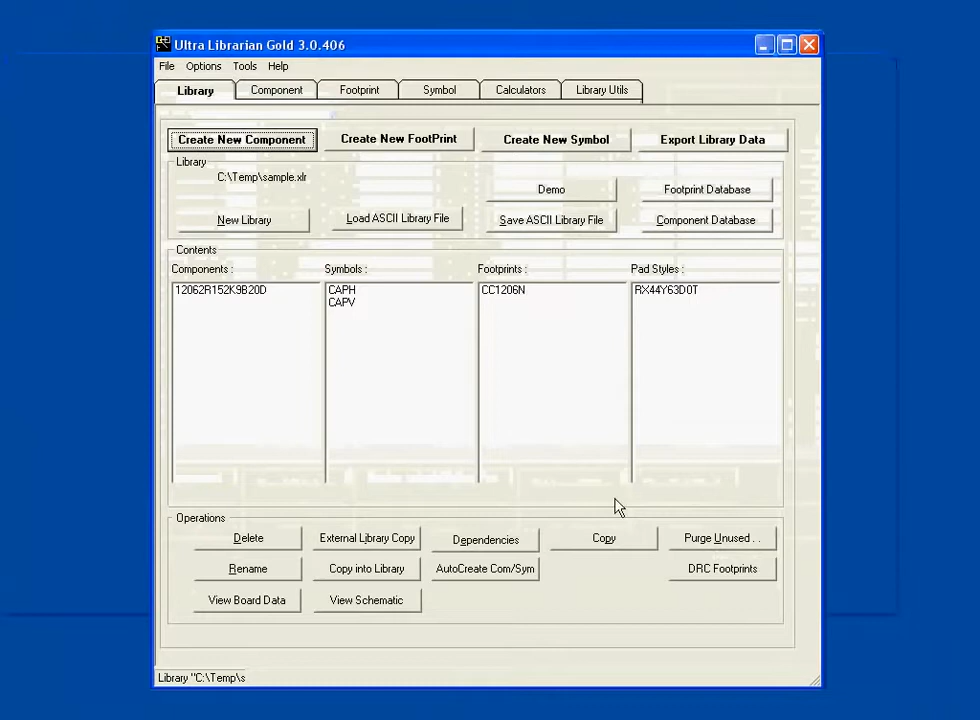 Ultra Librarian Gold 3.0.406
File Options Tools Help
Library Component Footprint Symbol Calculators Library Utils
Create New Component Create New FootPrint Create New Symbol Export Library Data
Library
C:\Temp\sample.xlr
Demo Footprint Database
New Library Load ASCII Library File Save ASCII Library File Component Database
Contents
Components : Symbols : Footprints : Pad Styles :
12062R152K9B20D CAPH CC1206N RX44Y63D0T
CAPV
Operations
Delete External Library Copy Dependencies Copy Purge Unused . .
Rename Copy into Library AutoCreate Com/Sym DRC Footprints
View Board Data View Schematic
Library "C:\Temp\s